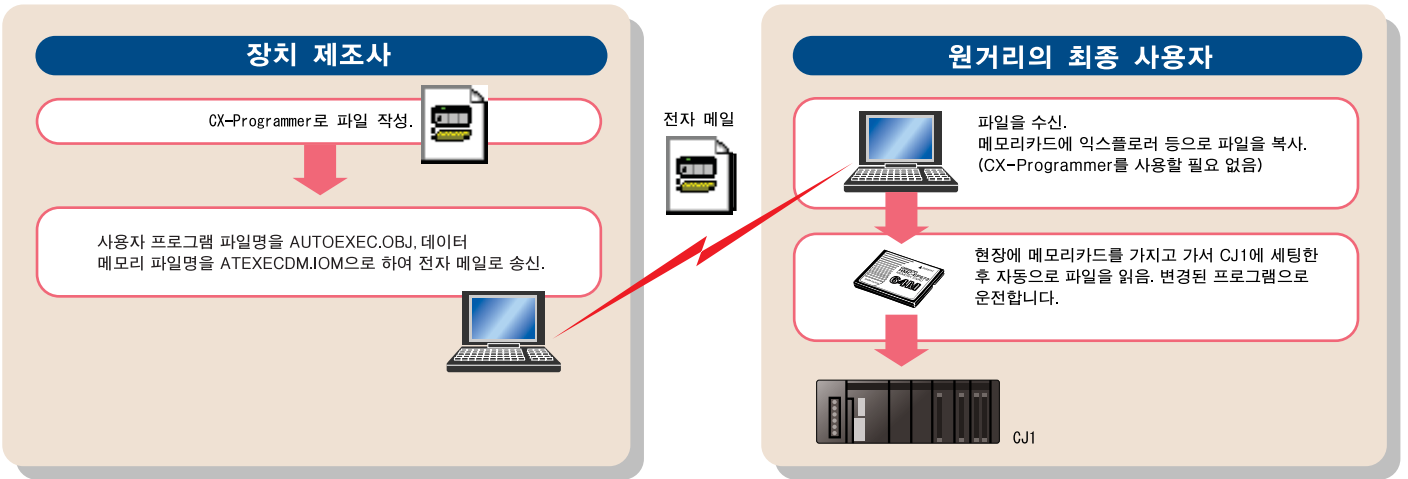 장치 제조사
CX-Programmer로 파일 작성.
사용자 프로그램 파일명을 AUTOEXEC.OBJ, 데이터
메모리 파일명을 ATEXECDM.IOM으로 하여 전자 메일로 송신.
전자 메일
원거리의 최종 사용자
파일을 수신.
메모리카드에 익스플로러 등으로 파일을 복사.
(CX-Programmer를 사용할 필요 없음)
64M
현장에 메모리카드를 가지고 가서 CJ1에 세팅한
후 자동으로 파일을 읽음. 변경된 프로그램으로
운전합니다.
CJ1